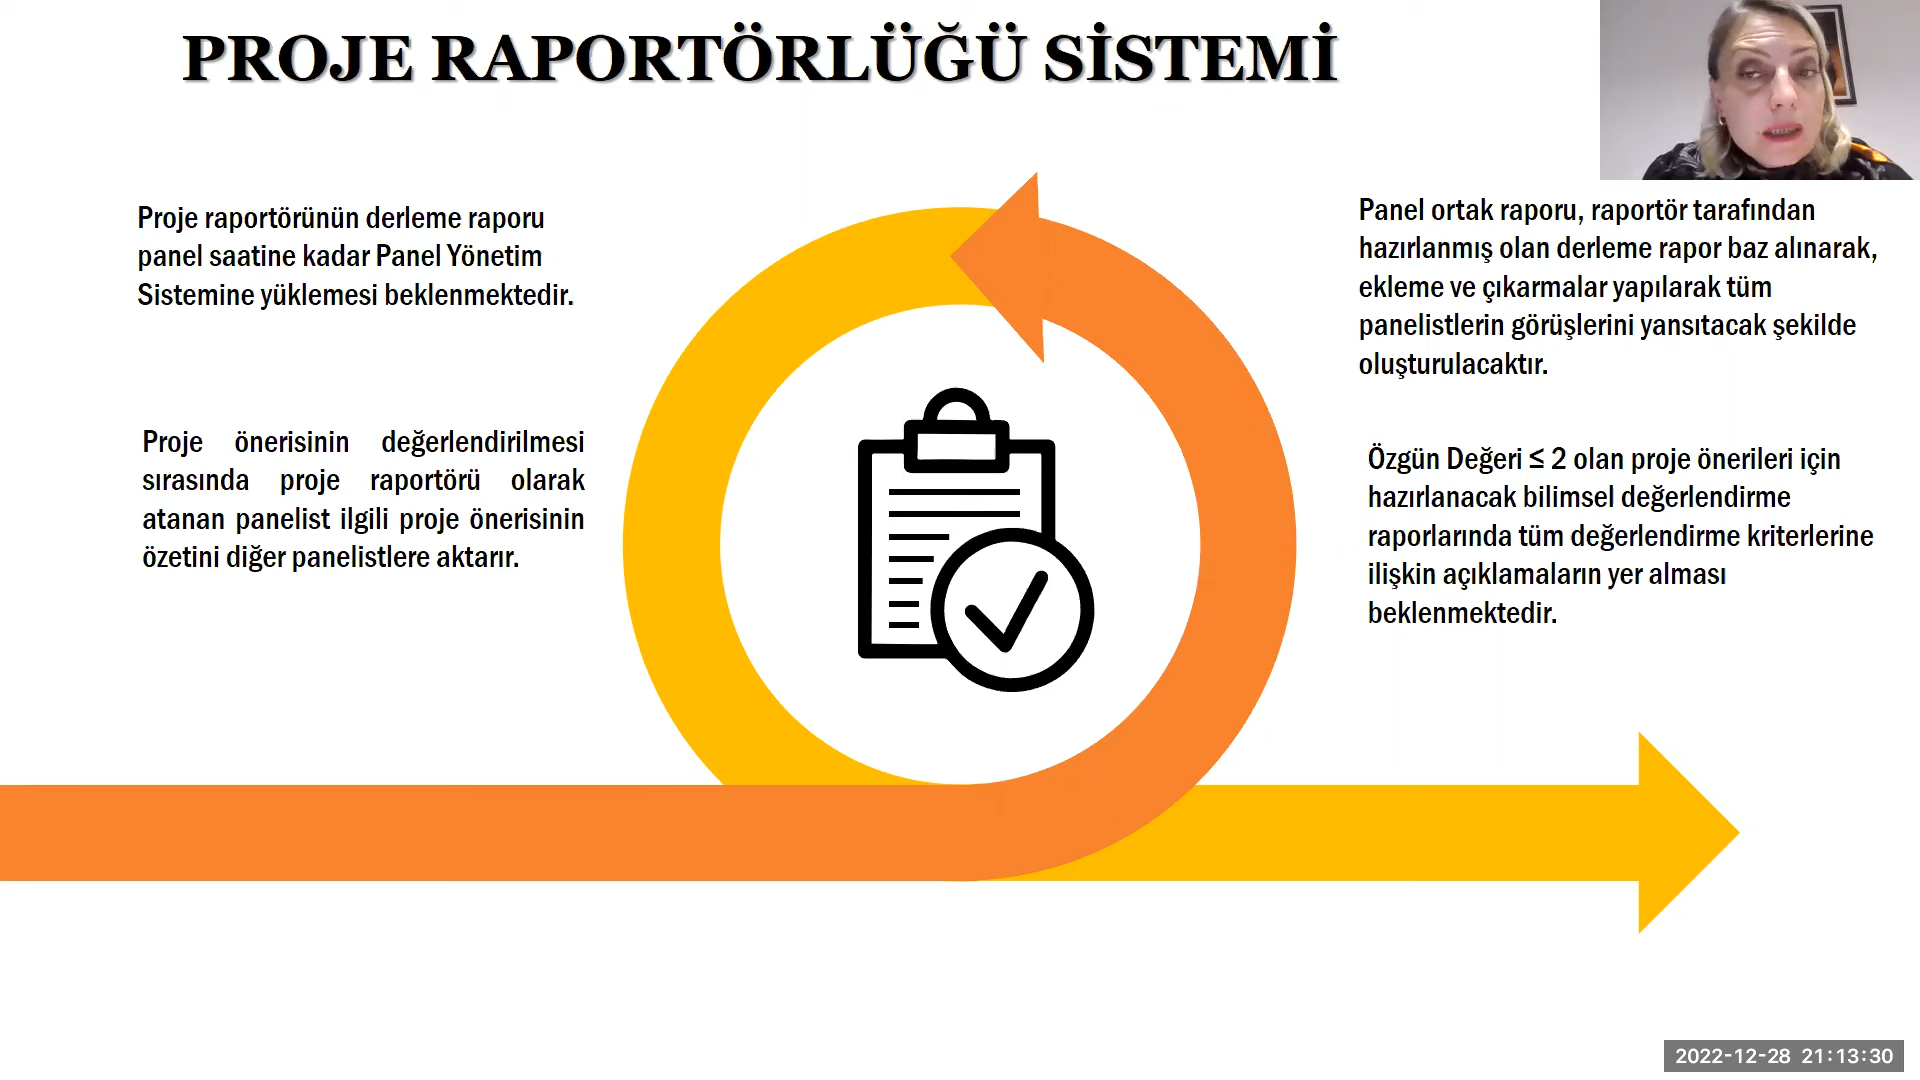 PROJE RAPORTÖRLÜĞÜ SİSTEMİ
Proje raportörünün derleme raporu
panel saatine kadar Panel Yönetim
Sistemine yüklemesi beklenmektedir.
Proje önerisinin değerlendirilmesi
sırasında proje raportörü olarak
atanan panelist ilgili proje önerisinin
özetini diğer panelistlere aktarır.
Panel ortak raporu, raportör tarafından
hazırlanmış olan derleme rapor baz alınarak,
ekleme ve çıkarmalar yapılarak tüm
panelistlerin görüşlerini yansıtacak şekilde
oluşturulacaktır.
Özgün Değeri ≤ 2 olan proje önerileri için
hazırlanacak bilimsel değerlendirme
raporlarında tüm değerlendirme kriterlerine
ilişkin açıklamaların yer alması
beklenmektedir.
2022-12-28 21:13:30